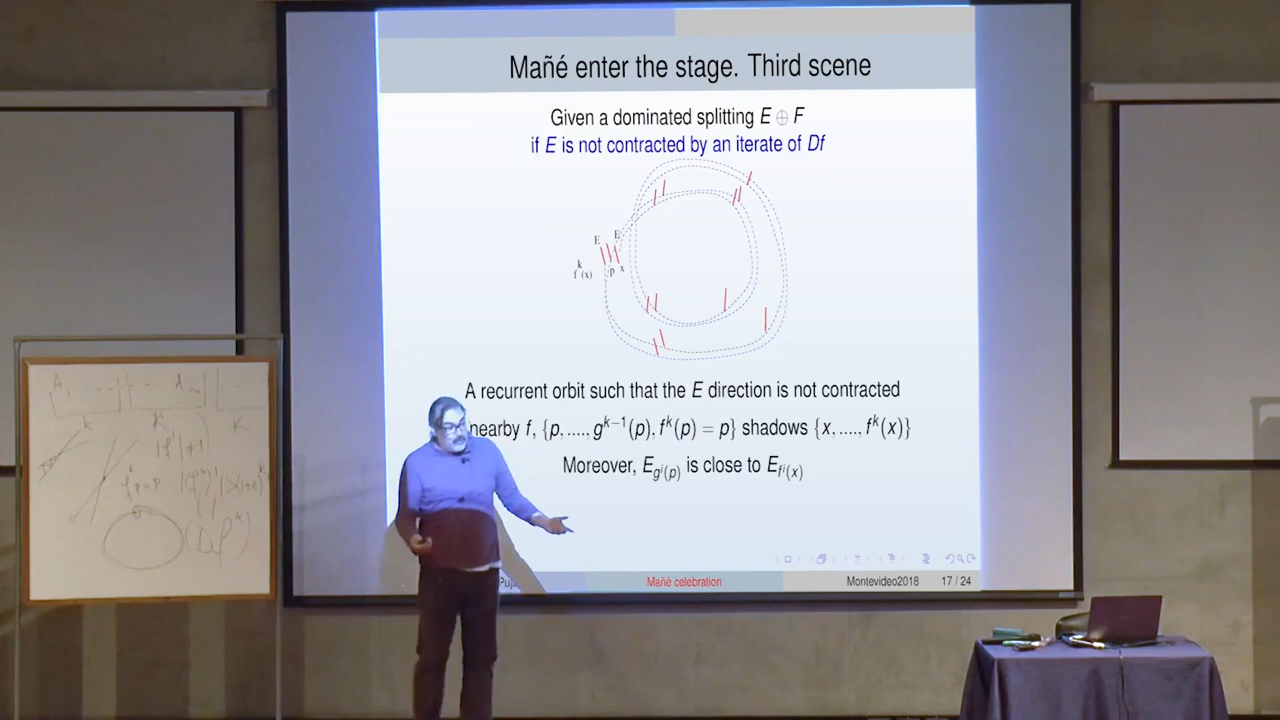 Mañé enter the stage. Third scene
Given a dominated splitting E ⊕ F
if E is not contracted by an iterate of Df
E E
k
f (x) p x
A recurrent orbit such that the E direction is not contracted
nearby f, {p, ...., g^{k−1}(p), f^k(p) = p} shadows {x, ...., f^k(x)}
Moreover, E_{g^i(p)} is close to E_{f^i(x)}
Mañé celebration Montevideo2018 17 / 24
k K K